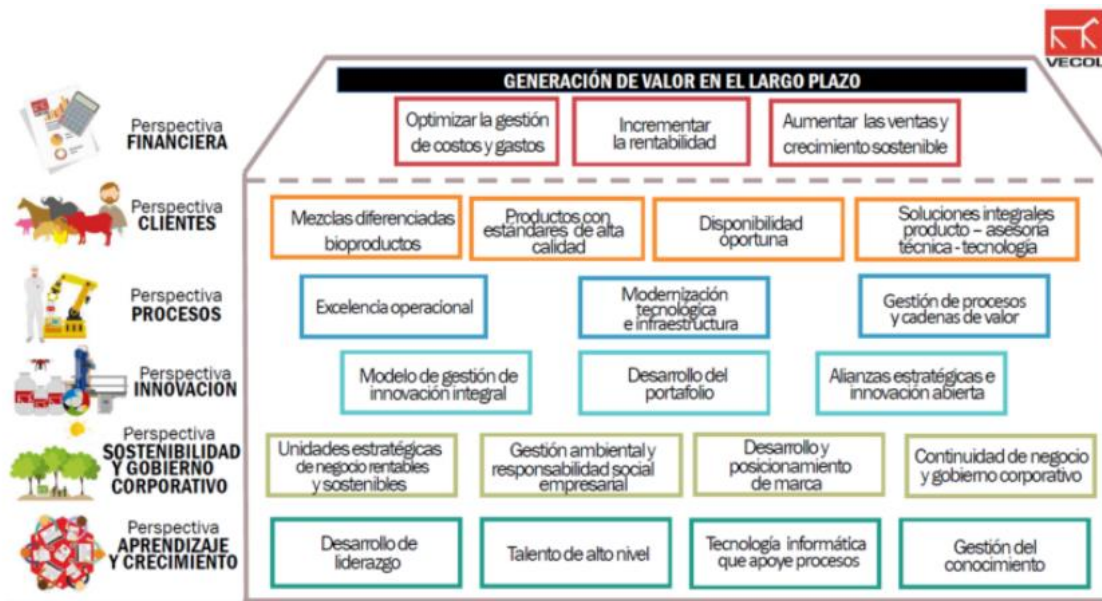 VECOL
GENERACIÓN DE VALOR EN EL LARGO PLAZO
Perspectiva
FINANCIERA
Optimizar la gestión
de costos y gastos
Incrementar
la rentabilidad
Aumentar las ventas y
crecimiento sostenible
Perspectiva
CLIENTES
Mezclas diferenciadas
bioproductos
Productos con
estándares de alta
calidad
Disponibilidad
oportuna
Soluciones integrales
producto – asesoría
técnica - tecnología
Perspectiva
PROCESOS
Excelencia operacional
Modernización
tecnológica
e infraestructura
Gestión de procesos
y cadenas de valor
Perspectiva
INNOVACION
Modelo de gestión de
innovación integral
Desarrollo del
portafolio
Alianzas estratégicas e
innovación abierta
Perspectiva
SOSTENIBILIDAD
Y GOBIERNO
CORPORATIVO
Unidades estratégicas
de negocio rentables
y sostenibles
Gestión ambiental y
responsabilidad social
empresarial
Desarrollo y
posicionamiento
de marca
Continuidad de negocio
y gobierno corporativo
Perspectiva
APRENDIZAJE
Y CRECIMIENTO
Desarrollo de
liderazgo
Talento de alto nivel
Tecnología informática
que apoye procesos
Gestión del
conocimiento